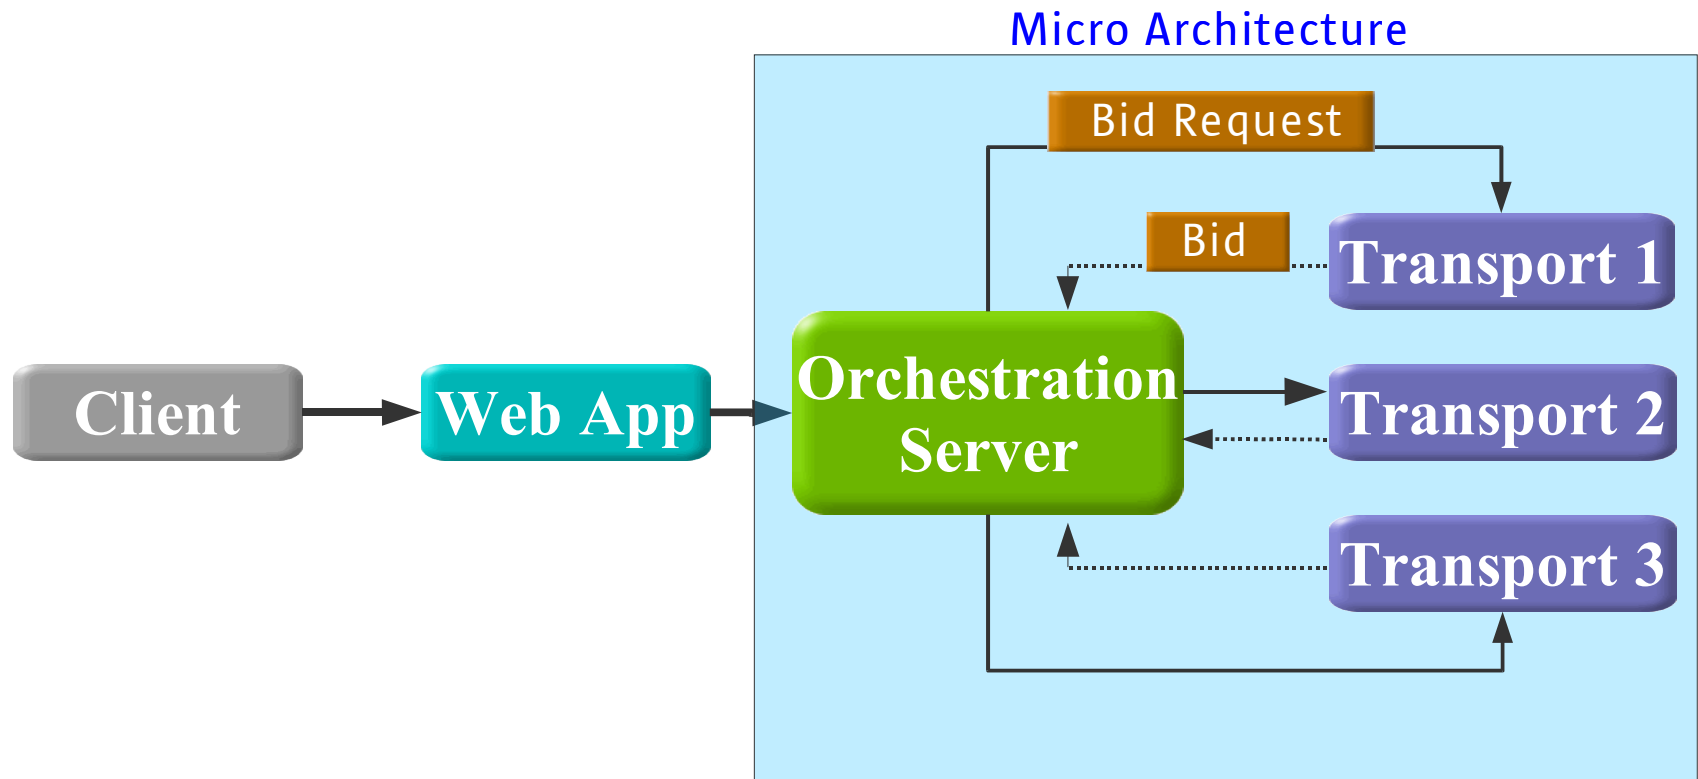 Micro Architecture
Bid Request
Bid
Transport 1
Client
Web App
Orchestration
Server
Transport 2
Transport 3